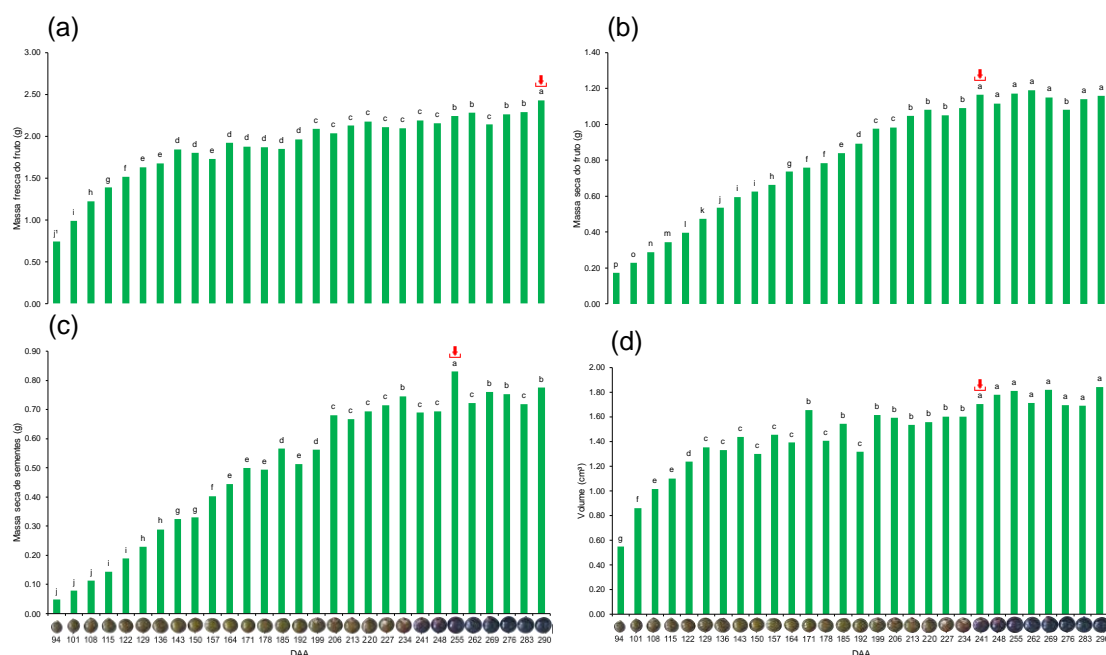 (a)
3.00
2.50
2.00
1.50
1.00
0.50
0.00
Massa fresca do fruto (g)
j¹ i h g f e e d d e d d d d d c c c c c c c c b b c b b a
(b)
1.40
1.20
1.00
0.80
0.60
0.40
0.20
0.00
Massa seca do fruto (g)
p o n m l k j i i h g f f e d c c b b b b a a a a a b a a
(c)
0.90
0.80
0.70
0.60
0.50
0.40
0.30
0.20
0.10
0.00
Massa seca de sementes (g)
j j j i i h h g g f e e e d e d c c c c b c c a c b b c b
94 101 108 115 122 129 136 143 150 157 164 171 178 185 192 199 206 213 220 227 234 241 248 255 262 269 276 283 290
DAA
(d)
2.00
1.80
1.60
1.40
1.20
1.00
0.80
0.60
0.40
0.20
0.00
Volume (cm³)
g f e e d c c c c c c b c b c b b b b b b a a a a a a a a
94 101 108 115 122 129 136 143 150 157 164 171 178 185 192 199 206 213 220 227 234 241 248 255 262 269 276 283 290
DAA